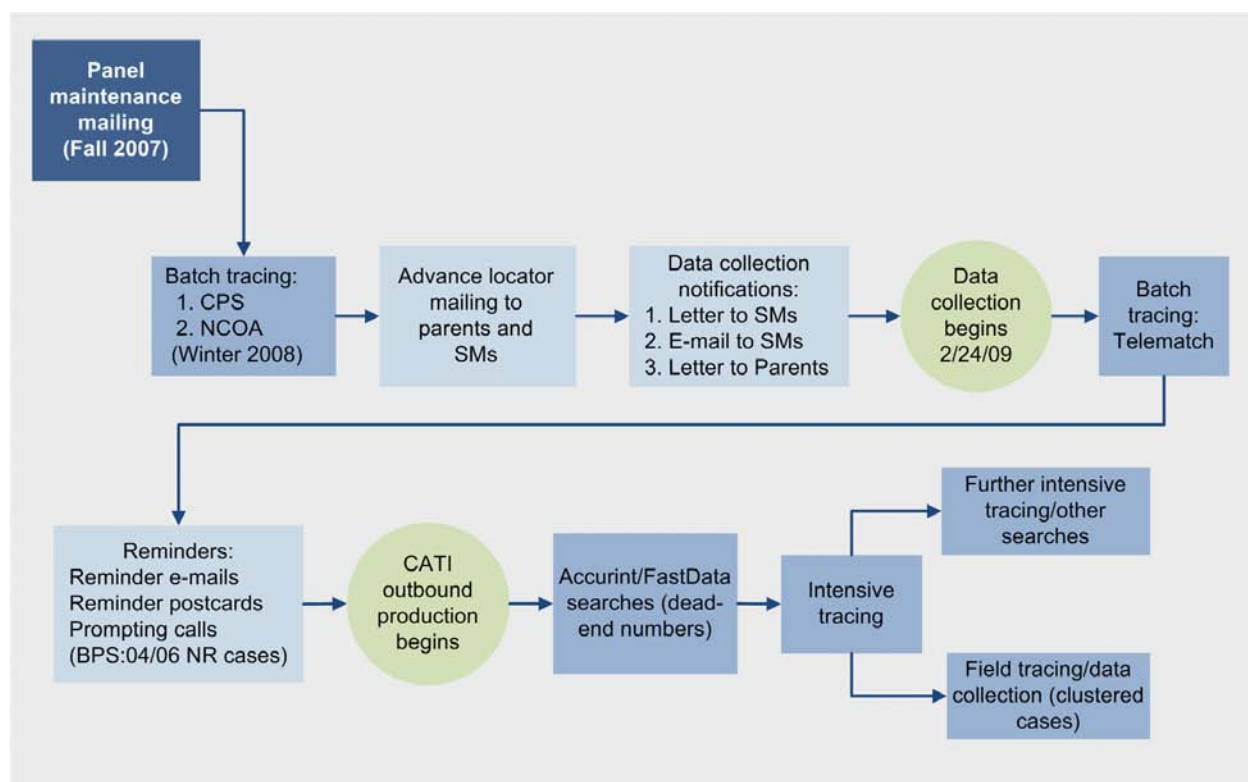 Panel
maintenance
mailing
(Fall 2007)
Batch tracing:
1. CPS
2. NCOA
(Winter 2008)
Advance locator
mailing to
parents and
SMs
Data collection
notifications:
1. Letter to SMs
2. E-mail to SMs
3. Letter to Parents
Data
collection
begins
2/24/09
Batch
tracing:
Telematch
Reminders:
Reminder e-mails
Reminder postcards
Prompting calls
(BPS:04/06 NR cases)
CATI
outbound
production
begins
Accurint/FastData
searches (dead-
end numbers)
Intensive
tracing
Further intensive
tracing/other
searches
Field tracing/data
collection (clustered
cases)